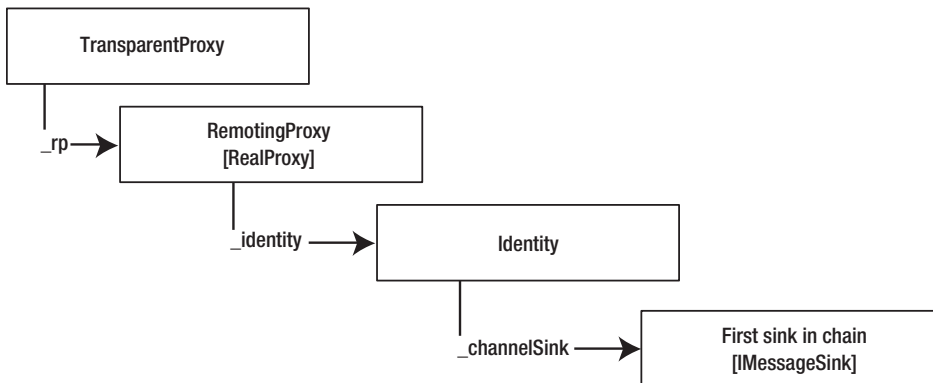 TransparentProxy
_rp
RemotingProxy
[RealProxy]
_identity
Identity
_channelSink
First sink in chain
[IMessageSink]